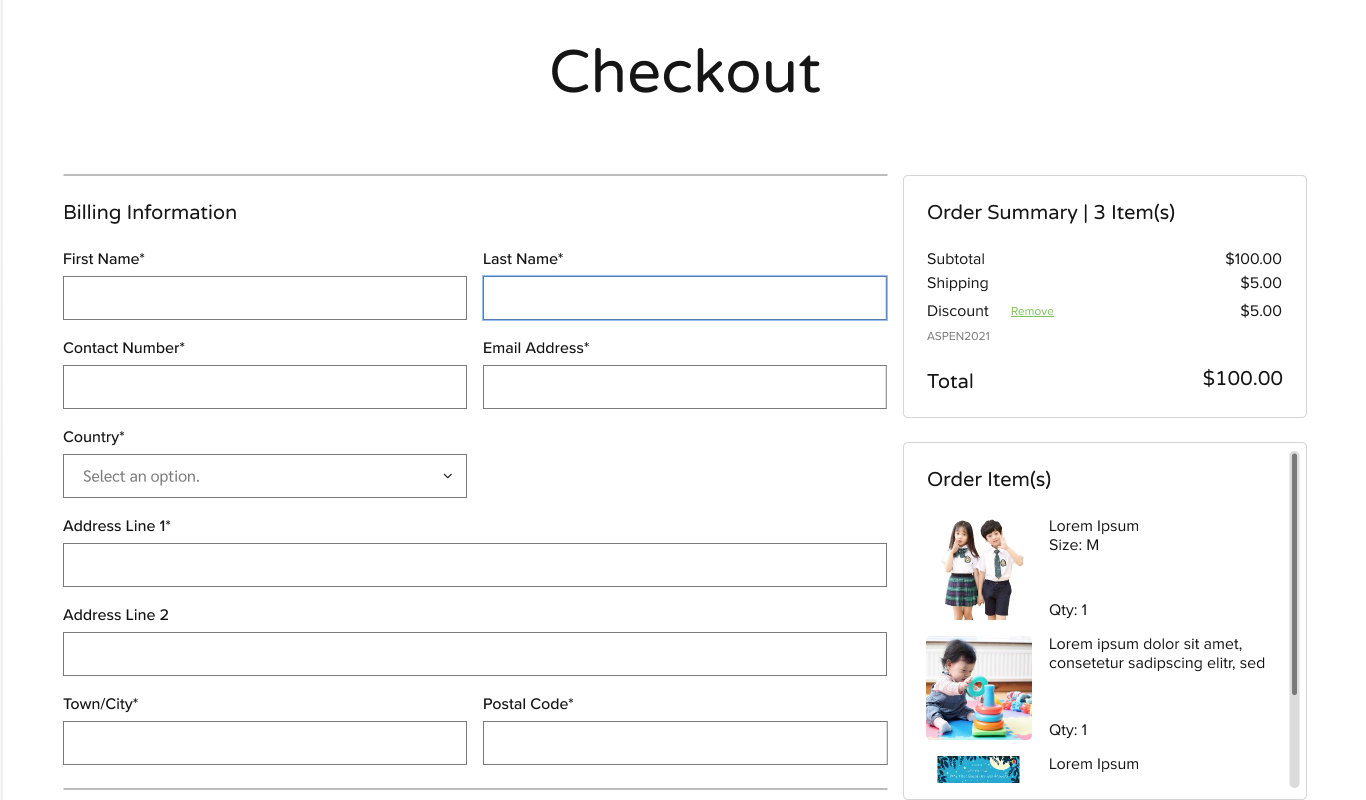 Checkout
Billing Information
First Name*
Last Name*
Contact Number*
Email Address*
Country*
Select an option.
Address Line 1*
Address Line 2
Town/City*
Postal Code*
Order Summary | 3 Item(s)
Subtotal $100.00
Shipping $5.00
Discount Remove $5.00
ASPEN2021
Total $100.00
Order Item(s)
Lorem Ipsum
Size: M
Qty: 1
Lorem ipsum dolor sit amet,
consetetur sadipscing elitr, sed
Qty: 1
Lorem Ipsum